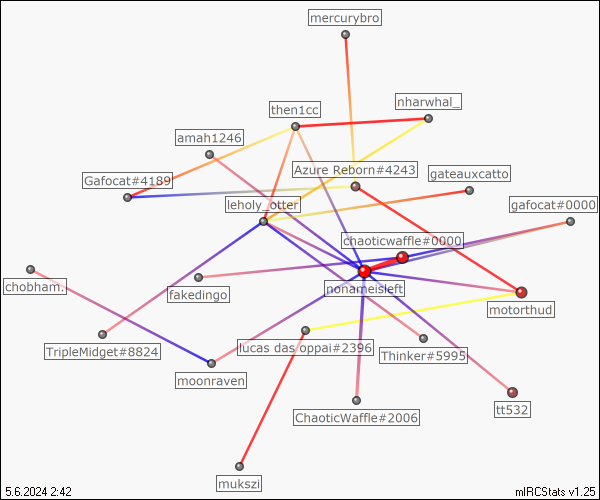 mercurybro
nharwhal_
then1cc
amah1246
Azure Reborn#4243
gateauxcatto
Gafocat#4189
leholy_otter
gafocat#0000
chaoticwaffle#0000
chobham.
fakedingo
nonameisleft
motorthud
TripleMidget#8824
lucas das oppai#2396
Thinker#5995
moonraven
ChaoticWaffle#2006
tt532
mukszi
5.6.2024 2:42
mIRCStats v1.25